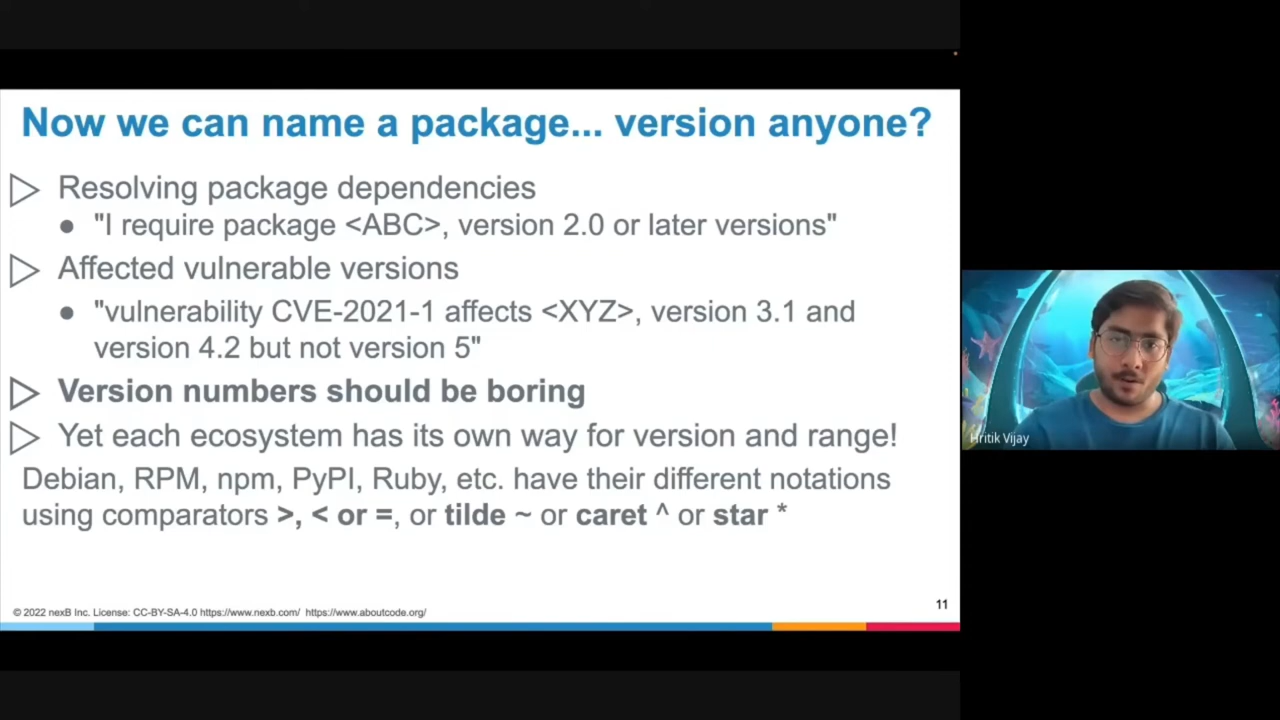 Now we can name a package... version anyone?
Resolving package dependencies
● "I require package <ABC>, version 2.0 or later versions"
Affected vulnerable versions
● "vulnerability CVE-2021-1 affects <XYZ>, version 3.1 and
version 4.2 but not version 5"
Version numbers should be boring
Yet each ecosystem has its own way for version and range!
Debian, RPM, npm, PyPI, Ruby, etc. have their different notations
using comparators >, < or =, or tilde ~ or caret ^ or star *
© 2022 nexB Inc. License: CC-BY-SA-4.0 https://www.nexb.com/ https://www.aboutcode.org/
11
Hritik Vijay